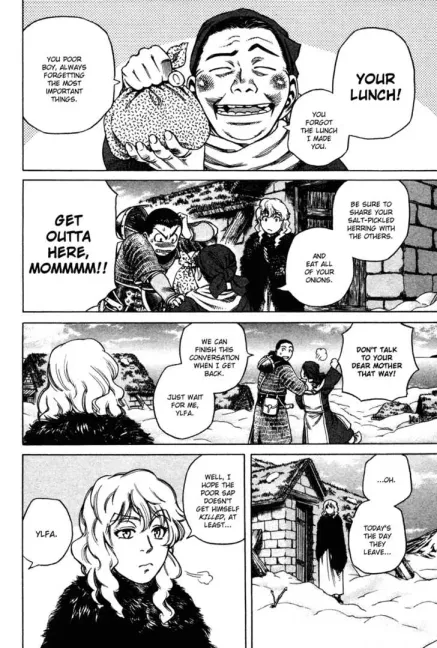 YOUR
LUNCH!
YOU
FORGOT
THE LUNCH
I MADE
YOU.
YOU POOR
BOY, ALWAYS
FORGETTING
THE MOST
IMPORTANT
THINGS.
BE SURE TO
SHARE YOUR
SALT-PICKLED
HERRING WITH
THE OTHERS.
AND
EAT ALL
OF YOUR
ONIONS.
GET
OUTTA
HERE,
MOMMMMM!!
DON'T TALK
TO YOUR
DEAR MOTHER
THAT WAY!
WE CAN
FINISH THIS
CONVERSATION
WHEN I GET
BACK.
JUST WAIT
FOR ME,
YLFA.
...OH.
TODAY'S
THE DAY
THEY
LEAVE...
WELL, I
HOPE THE
POOR SAP
DOESN'T
GET HIMSELF
KILLED, AT
LEAST...
YLFA.